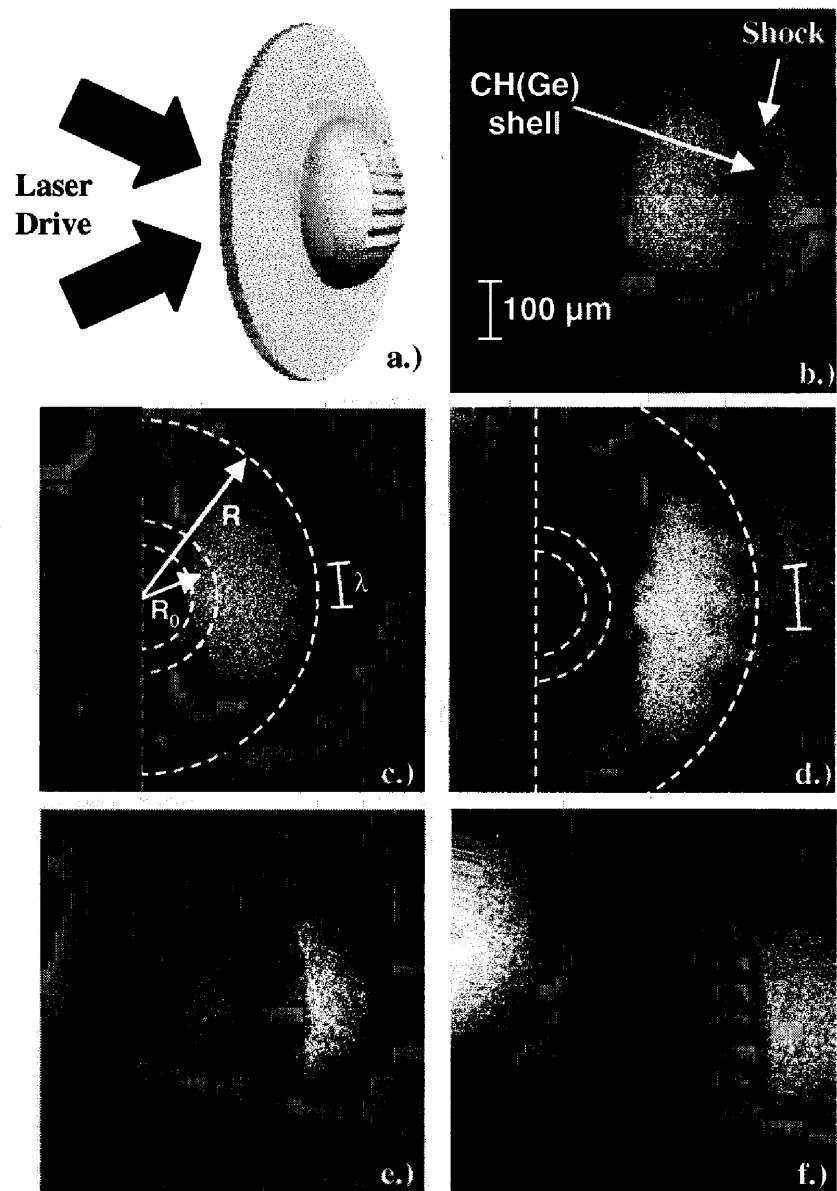 Laser
Drive
a.)
Shock
CH(Ge)
shell
100 µm
b.)
R
R₀
λ
c.)
d.)
e.)
f.)